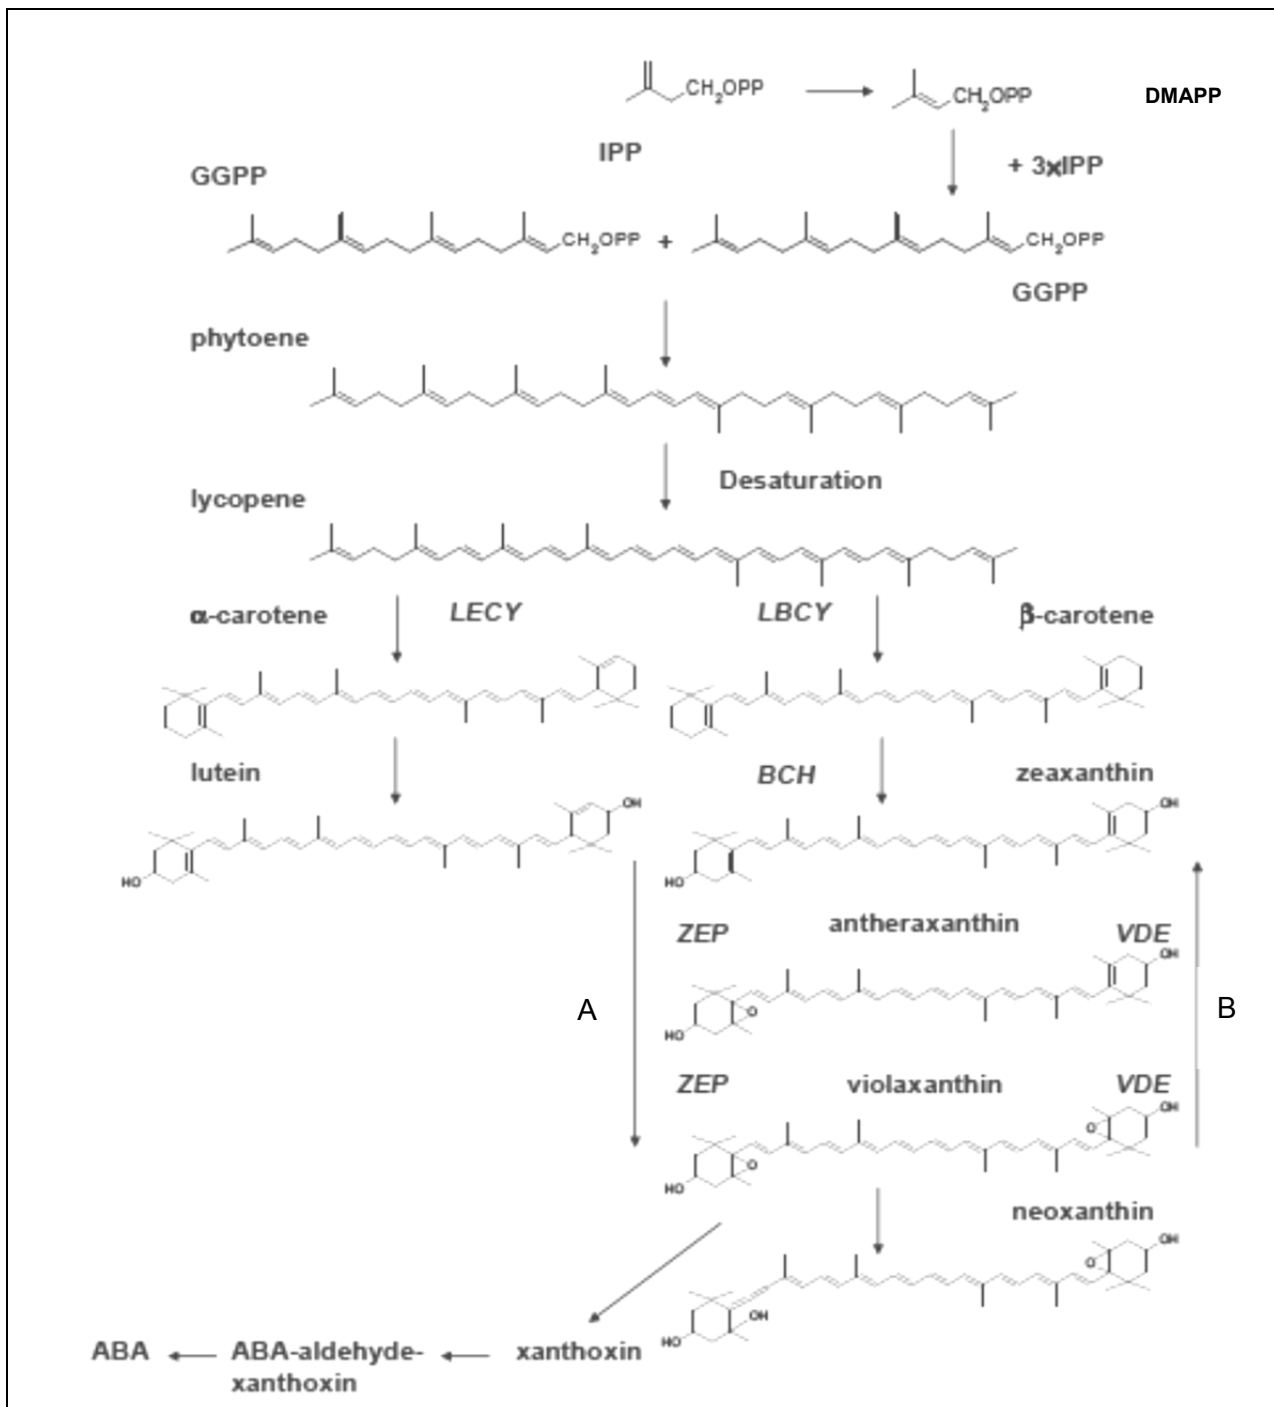 CH2OPP
CH2OPP
DMAPP
IPP
+ 3xIPP
GGPP
CH2OPP + CH2OPP
GGPP
phytoene
Desaturation
lycopene
α-carotene LECY LBCY β-carotene
lutein BCH zeaxanthin
OH
OH
HO
HO
ZEP antheraxanthin VDE
OH
A
O
B
HO
ZEP violaxanthin VDE
OH
O
O
HO
neoxanthin
OH
O
OH
HO
ABA ABA-aldehyde- xanthoxin
xanthoxin